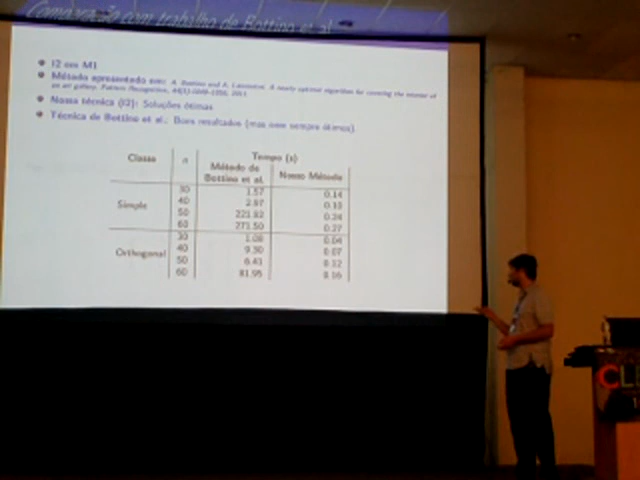 Comparação com trabalho de Bottino et al.
I2 em M1
Método apresentado em: A. Bottino and A. Laurentini. A nearly optimal algorithm for covering the interior of
an art gallery. Pattern Recognition, 2011.
Nossa técnica (I2): Soluções ótimas
Técnica de Bottino et al.: Bons resultados (mas nem sempre ótimos)
Classe n Tempo (s)
Método de
Bottino et al. Nosso Método
Simple
30 1.57 0.14
40 2.97 0.13
50 221.92 0.24
60 271.50 0.27
Orthogonal
30 1.08 0.04
40 9.30 0.07
50 6.41 0.12
60 81.95 0.16
CL